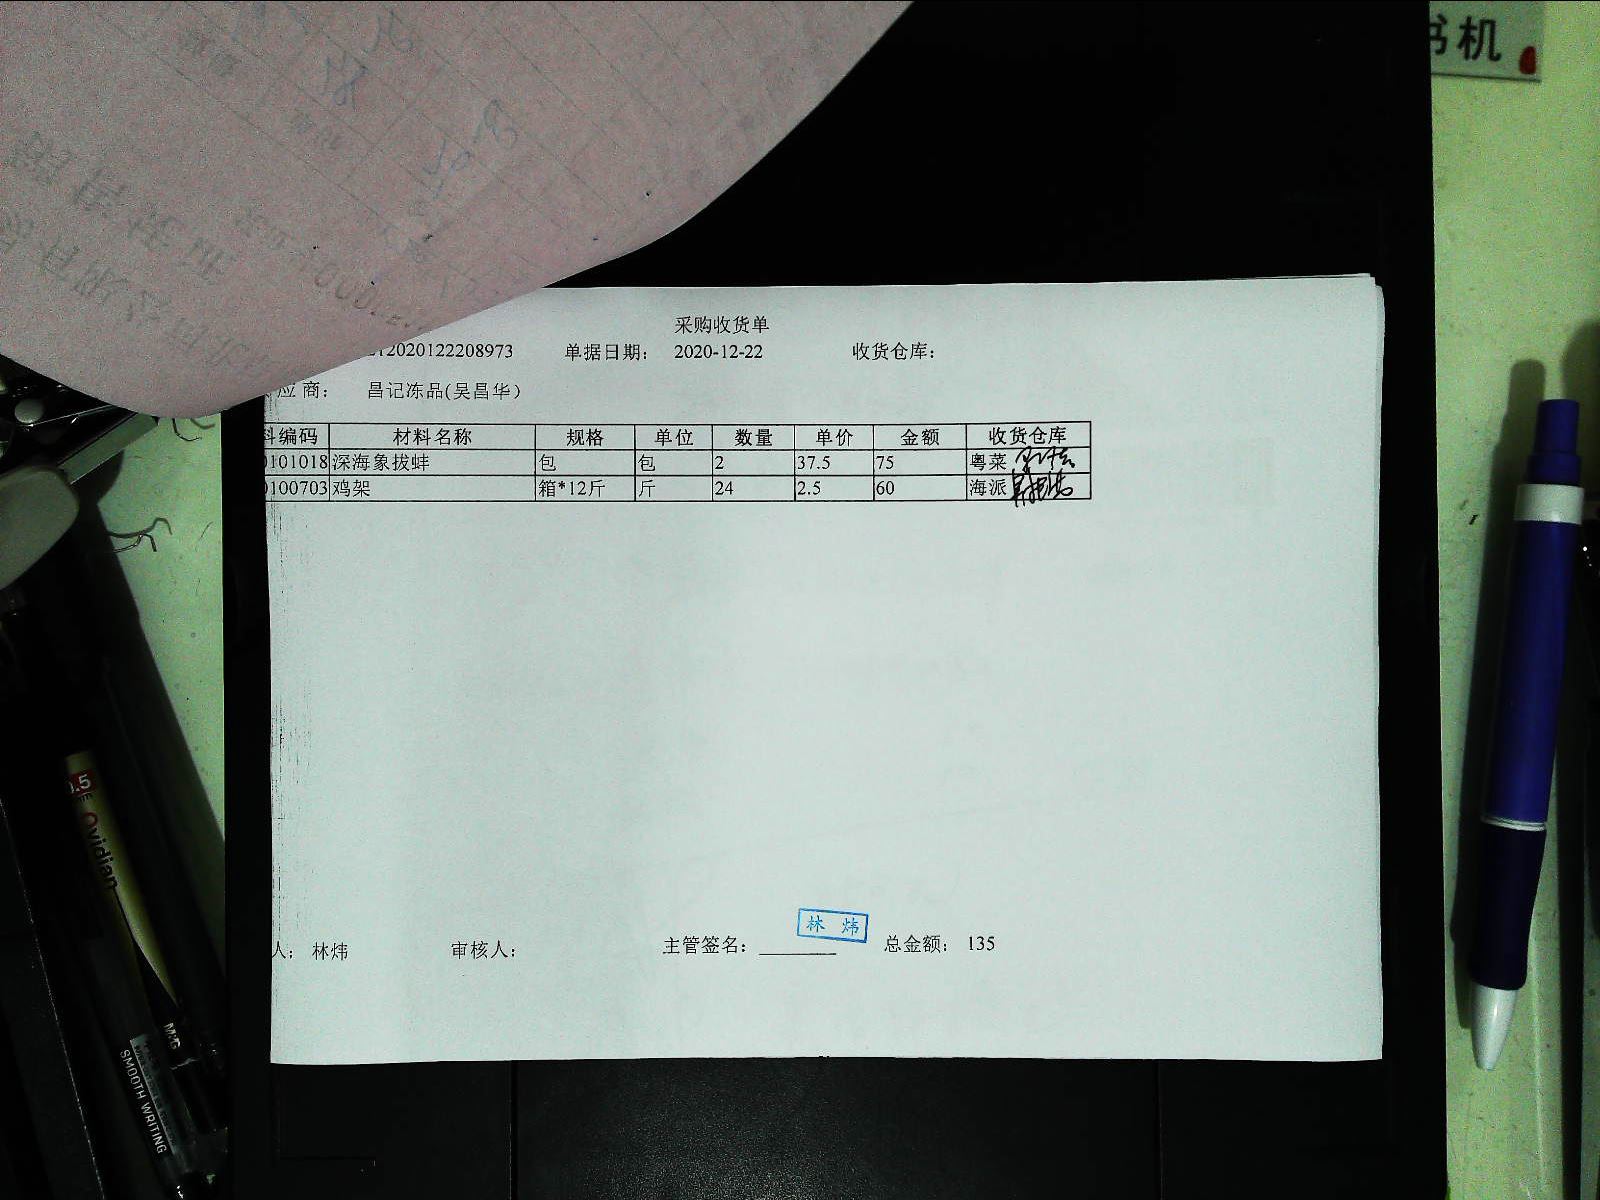 书机
采购收货单
2020122208973 单据日期: 2020-12-22 收货仓库:
应商: 昌记冻品(吴昌华)
料编码 材料名称 规格 单位 数量 单价 金额 收货仓库
0101018 深海象拔蚌 包 包 2 37.5 75 粤菜
0100703 鸡架 箱*12斤 斤 24 2.5 60 海派
林 炜
人: 林炜 审核人: 主管签名: 总金额: 135
0.5
Ovidian
M&G
SMOOTH WRITING